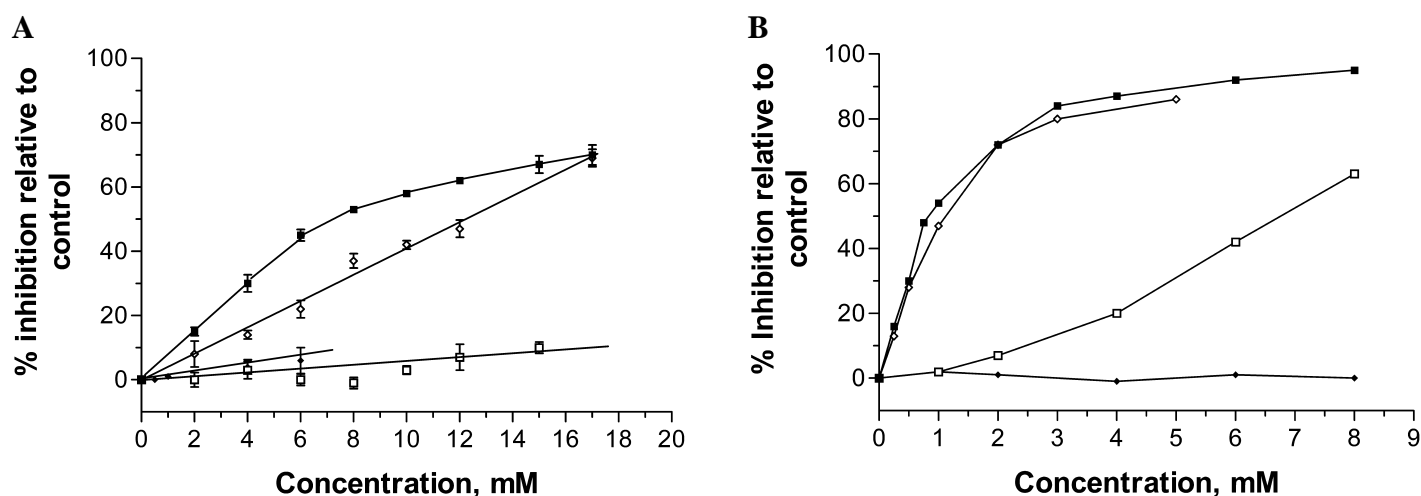 A
% inhibition relative to
control
100
80
60
40
20
0
0 2 4 6 8 10 12 14 16 18 20
Concentration, mM
B
% Inhibition relative to
control
100
80
60
40
20
0
0 1 2 3 4 5 6 7 8 9
Concentration, mM